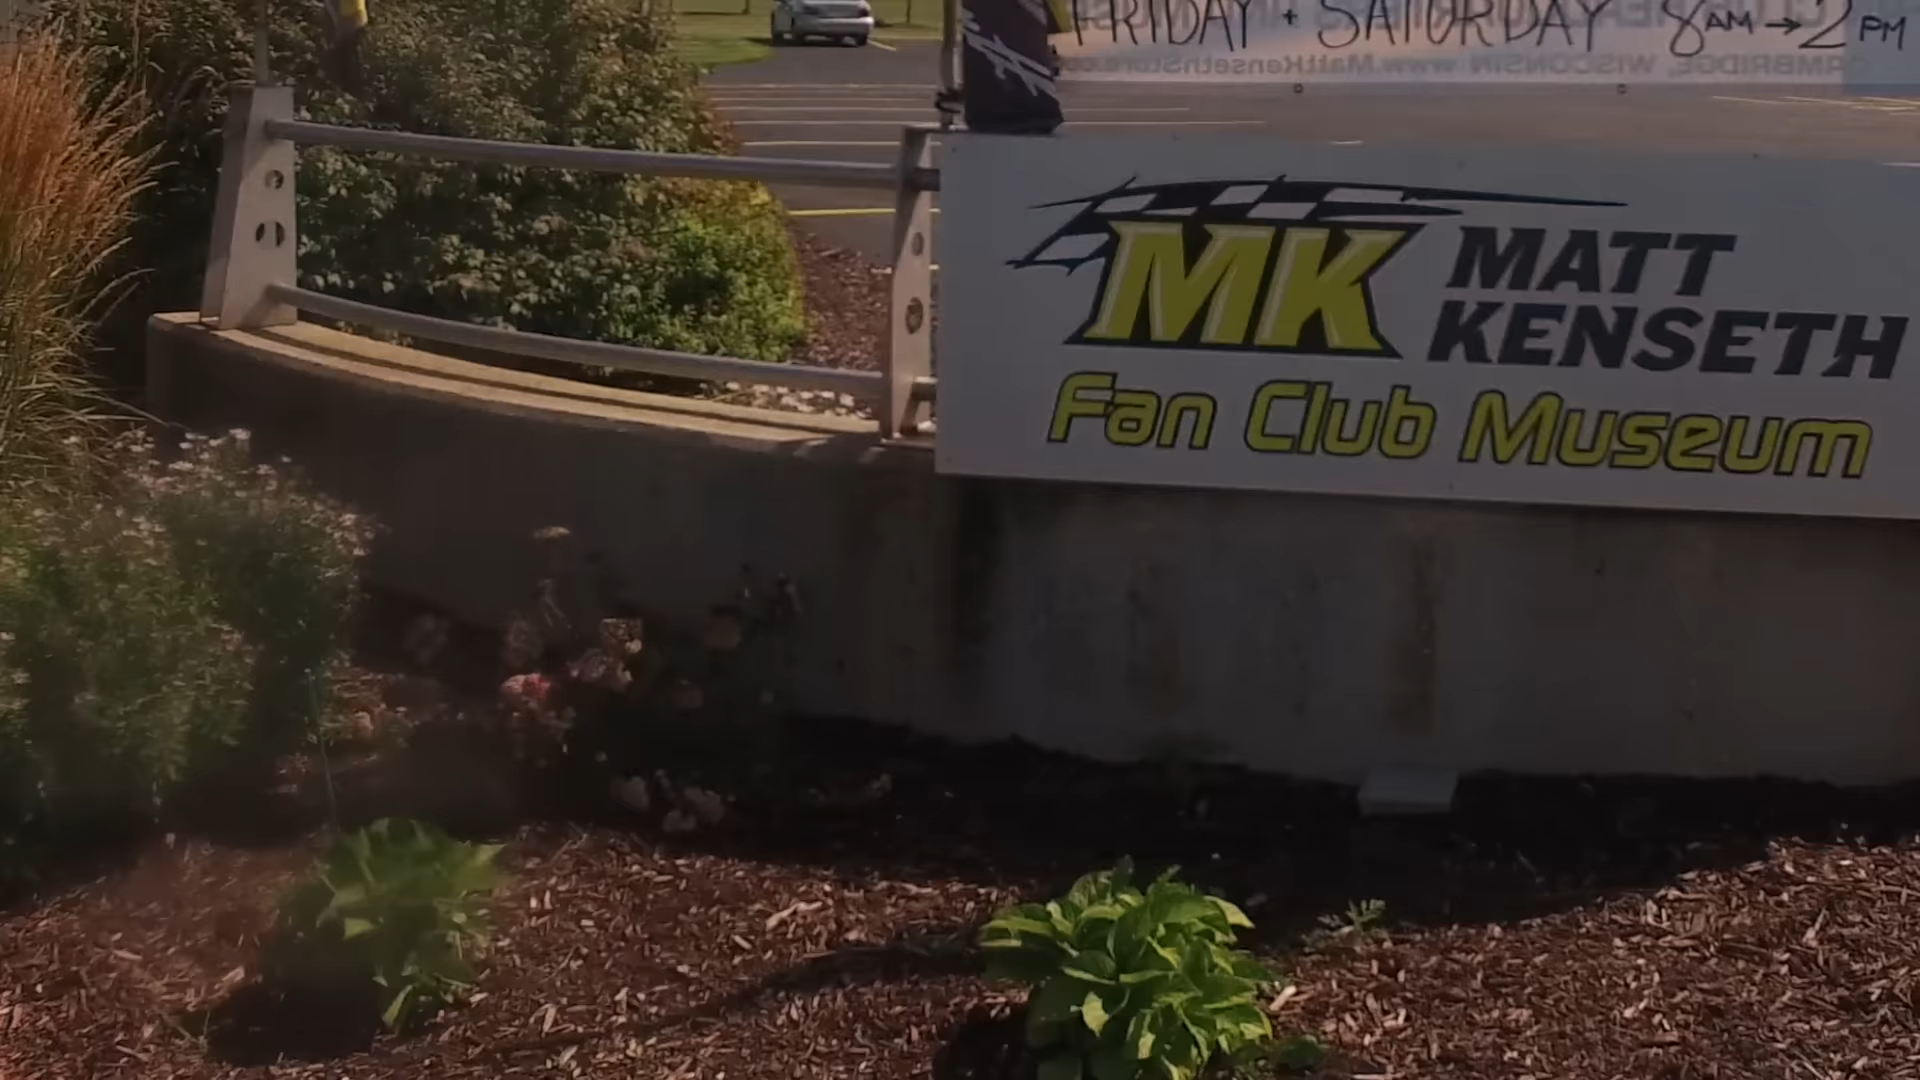 FRIDAY + SATURDAY 8AM→2PM
CAMBRIDGE, WISCONSIN www.MattKensethStore.com
MK MATT
KENSETH
Fan Club Museum